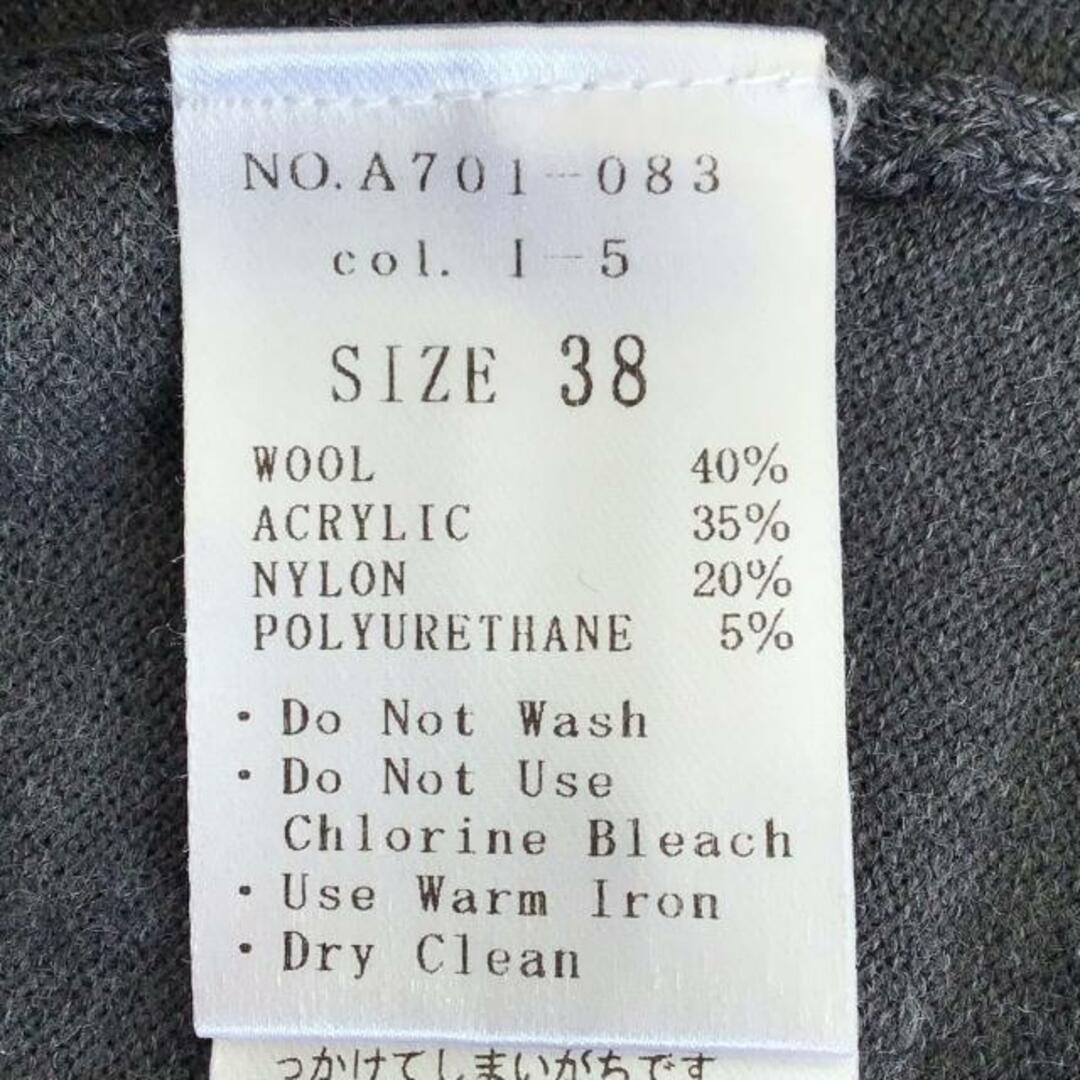 NO.A701-083
col. 1-5
SIZE 38
WOOL 40%
ACRYLIC 35%
NYLON 20%
POLYURETHANE 5%
・Do Not Wash
・Do Not Use
Chlorine Bleach
・Use Warm Iron
・Dry Clean
っかけてしまいがちです